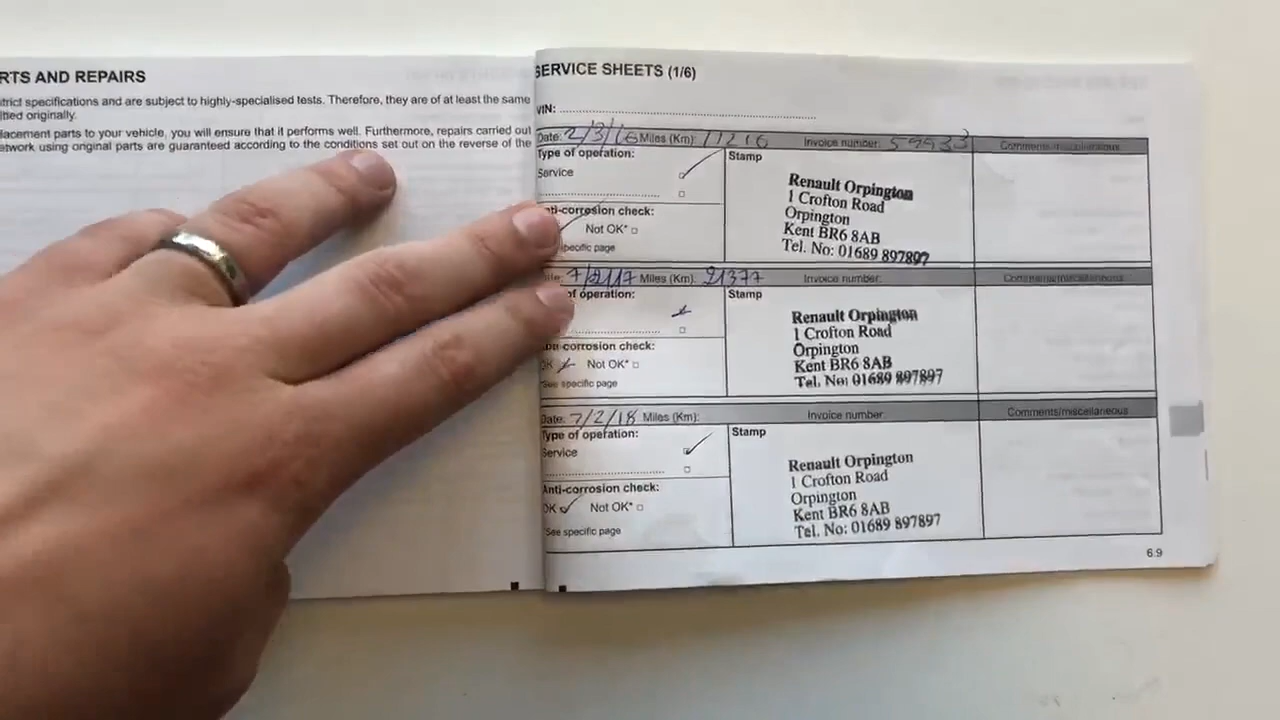 RTS AND REPAIRS
trict specifications and are subject to highly-specialised tests. Therefore, they are of at least the same
itted originally.
lacement parts to your vehicle, you will ensure that it performs well. Furthermore, repairs carried out
etwork using original parts are guaranteed according to the conditions set out on the reverse of the
SERVICE SHEETS (1/6)
VIN:
Date: 2/3/16 Miles (Km): 11216 Invoice number: 59933 Comments/miscellaneous
Type of operation:
Service
Stamp
Renault Orpington
1 Crofton Road
Orpington
Kent BR6 8AB
Tel. No: 01689 897897
nti-corrosion check:
Not OK*
specific page
7/2/17 Miles (Km): 21377 Invoice number: Comments/miscellaneous
of operation:
Stamp
Renault Orpington
1 Crofton Road
Orpington
Kent BR6 8AB
Tel. No: 01689 897897
Anti-corrosion check:
OK Not OK*
*See specific page
Date: 7/2/18 Miles (Km): Invoice number: Comments/miscellaneous
Type of operation:
Service
Stamp
Renault Orpington
1 Crofton Road
Orpington
Kent BR6 8AB
Tel. No: 01689 897897
Anti-corrosion check:
OK Not OK*
*See specific page
6.9